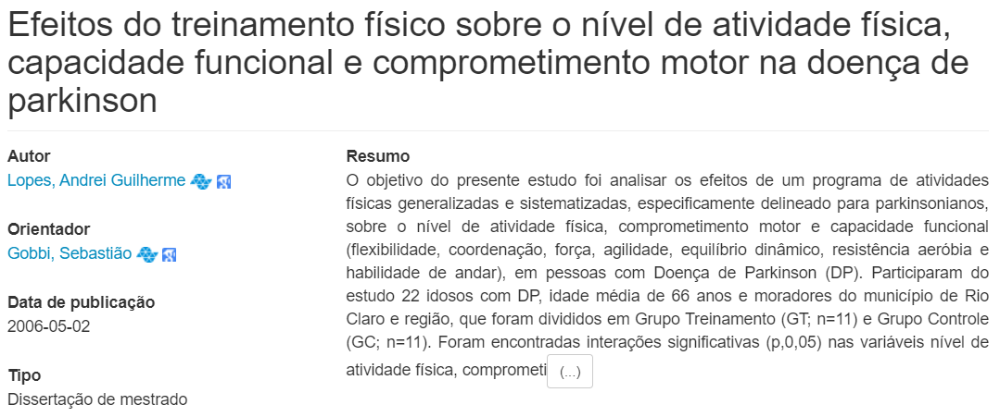 Efeitos do treinamento físico sobre o nível de atividade física,
capacidade funcional e comprometimento motor na doença de
parkinson
Autor
Lopes, Andrei Guilherme
Orientador
Gobbi, Sebastião
Data de publicação
2006-05-02
Tipo
Dissertação de mestrado
Resumo
O objetivo do presente estudo foi analisar os efeitos de um programa de atividades
físicas generalizadas e sistematizadas, especificamente delineado para parkinsonianos,
sobre o nível de atividade física, comprometimento motor e capacidade funcional
(flexibilidade, coordenação, força, agilidade, equilíbrio dinâmico, resistência aeróbia e
habilidade de andar), em pessoas com Doença de Parkinson (DP). Participaram do
estudo 22 idosos com DP, idade média de 66 anos e moradores do município de Rio
Claro e região, que foram divididos em Grupo Treinamento (GT; n=11) e Grupo Controle
(GC; n=11). Foram encontradas interações significativas (p,0,05) nas variáveis nível de
atividade física, comprometi(...)